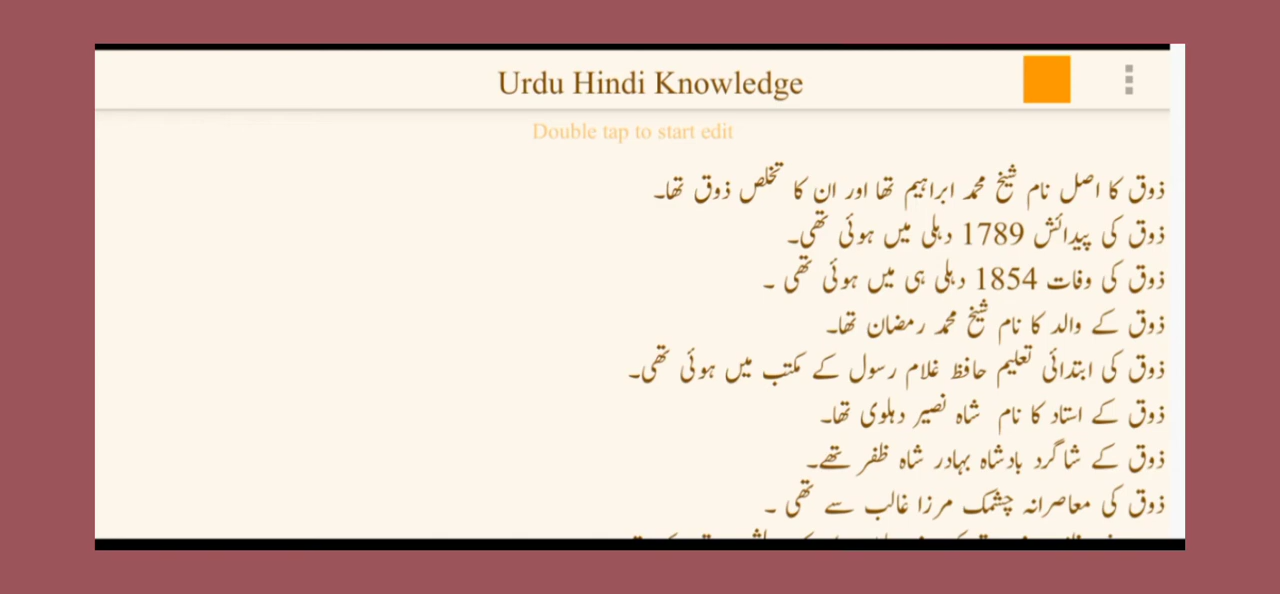 Urdu Hindi Knowledge
Double tap to start edit
ذوق کا اصل نام شیخ محمد ابراہیم تھا اور ان کا تخلص ذوق تھا۔
ذوق کی پیدائش 1789 دہلی میں ہوئی تھی۔
ذوق کی وفات 1854 دہلی ہی میں ہوئی تھی ۔
ذوق کے والد کا نام شیخ محمد رمضان تھا۔
ذوق کی ابتدائی تعلیم حافظ غلام رسول کے مکتب میں ہوئی تھی۔
ذوق کے استاد کا نام شاہ نصیر دہلوی تھا۔
ذوق کے شاگرد بادشاہ بہادر شاہ ظفر تھے۔
ذوق کی معاصرانہ چشمک مرزا غالب سے تھی ۔